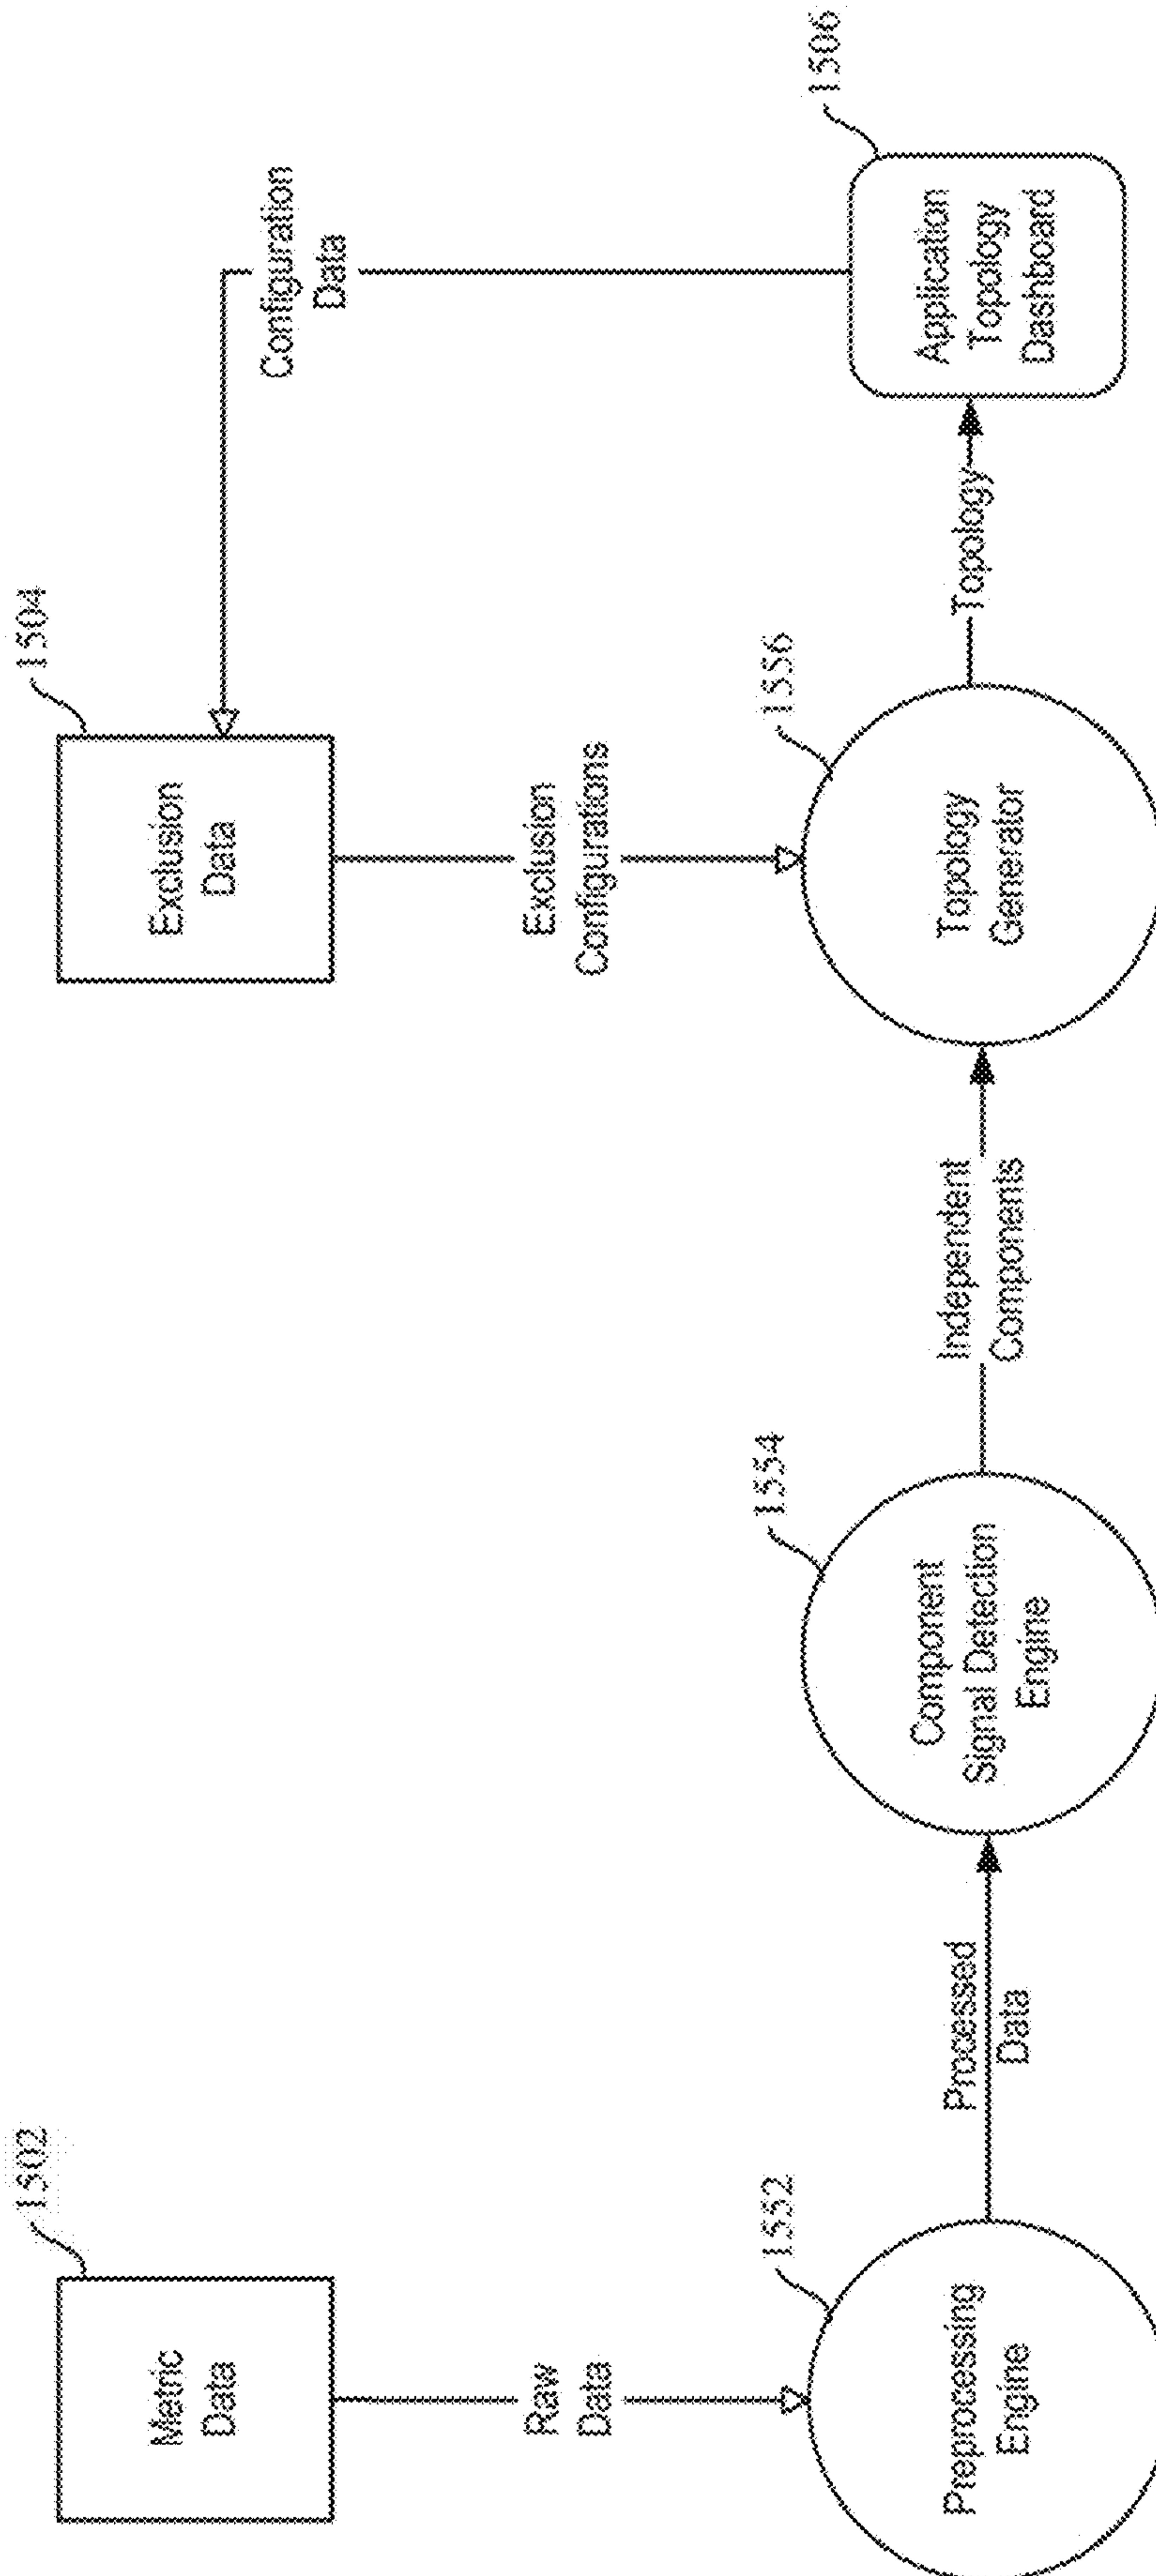 1502
Metric
Data
1504
Exclusion
Data
Configuration
Data
Raw
Data
Exclusion
Configurations
1552
Preprocessing
Engine
Processed
Data
1554
Component
Signal Detection
Engine
Independent
Components
1556
Topology
Generator
Topology
1506
Application
Topology
Dashboard